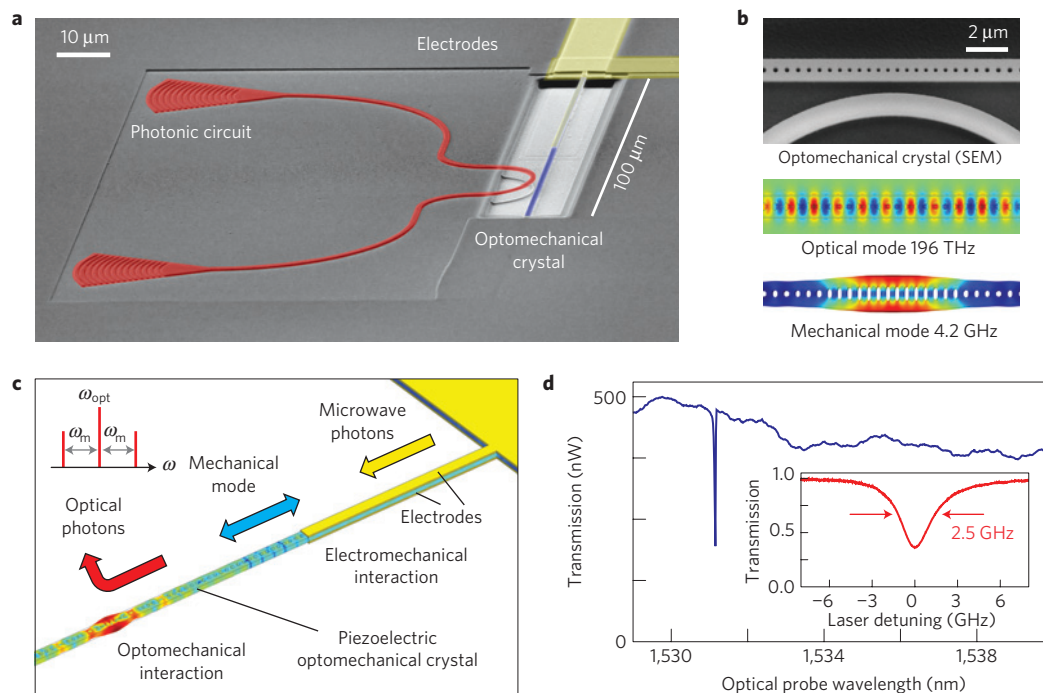 a
10 μm
Electrodes
Photonic circuit
100 μm
Optomechanical
crystal
b
2 μm
Optomechanical crystal (SEM)
Optical mode 196 THz
Mechanical mode 4.2 GHz
c
ωopt
ωm
ωm
ω
Microwave
photons
Mechanical
mode
Optical
photons
Electrodes
Electromechanical
interaction
Optomechanical
interaction
Piezoelectric
optomechanical crystal
d
500
0
Transmission (nW)
1,530
1,534
1,538
Optical probe wavelength (nm)
1.0
0.5
0.0
Transmission
2.5 GHz
−6
−3
0
3
6
Laser detuning (GHz)